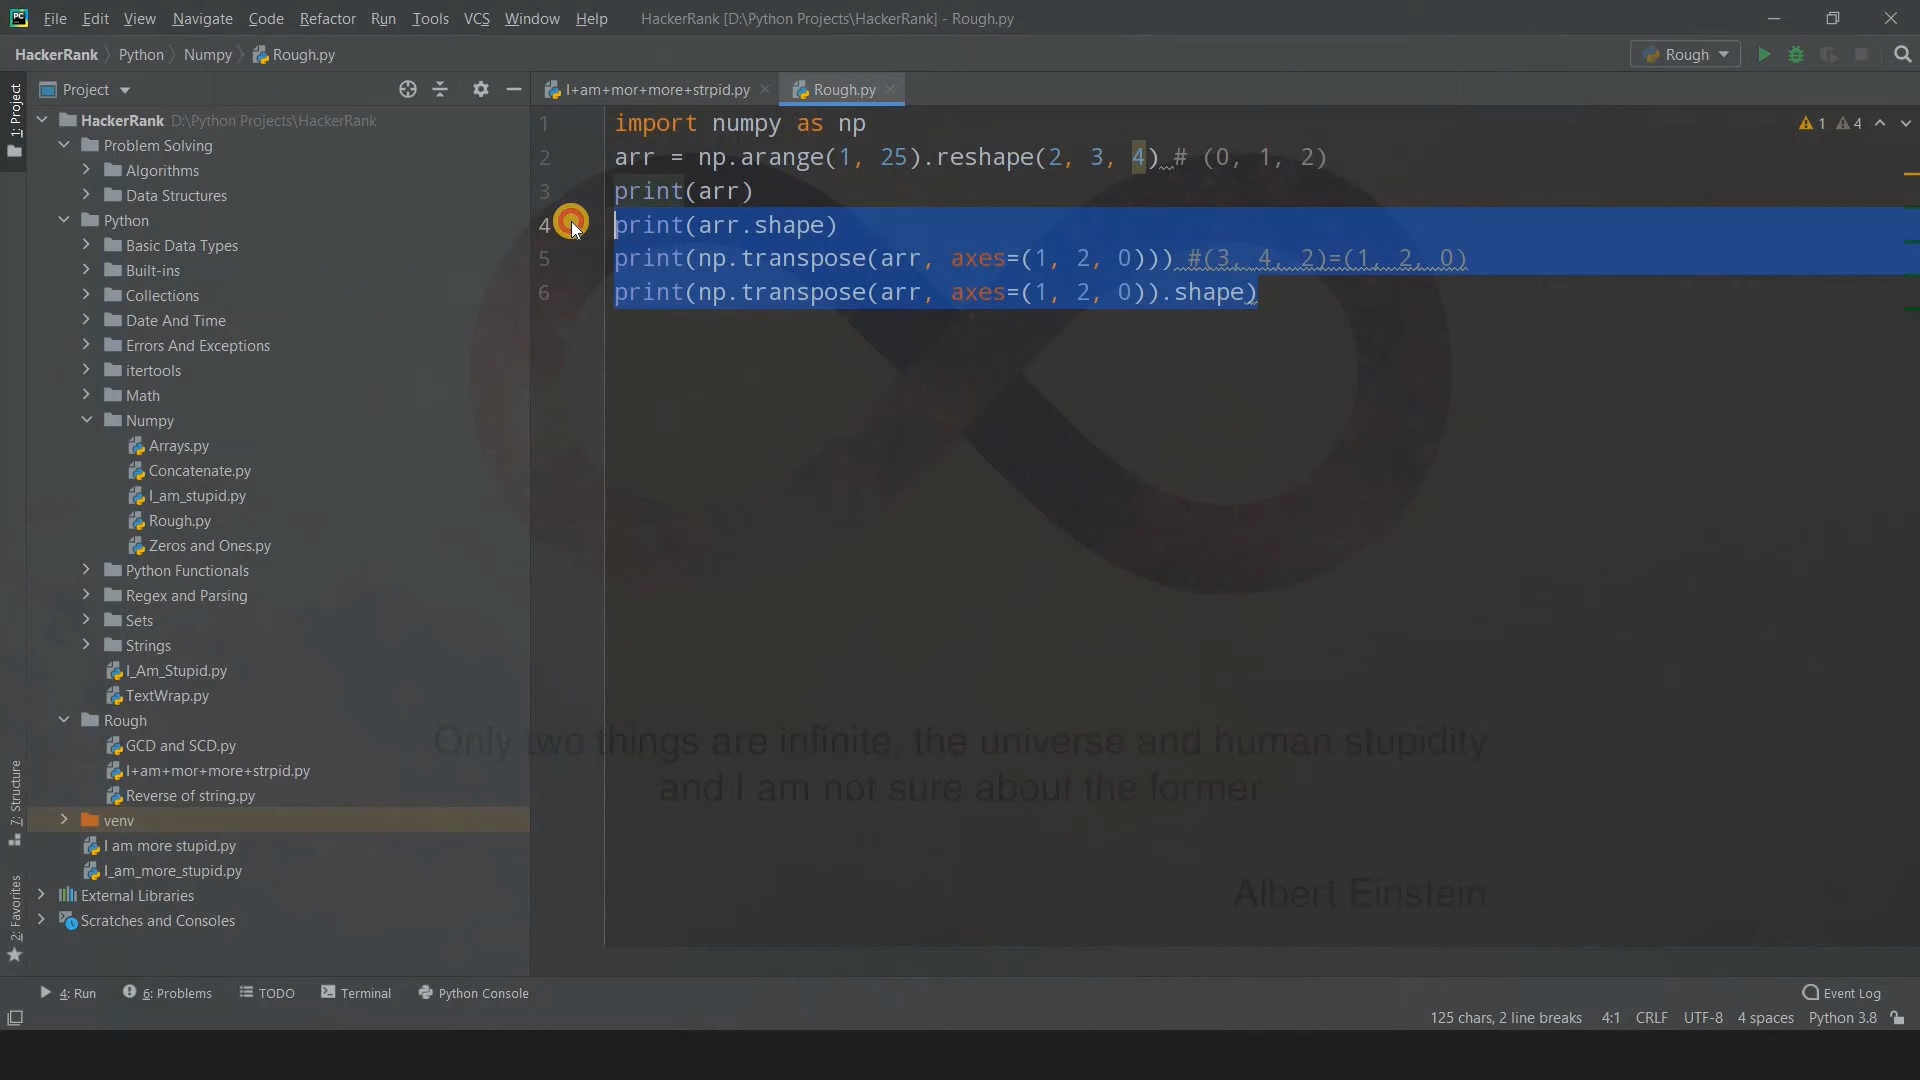 File Edit View Navigate Code Refactor Run Tools VCS Window Help HackerRank [D:\Python Projects\HackerRank] - Rough.py
HackerRank Python Numpy Rough.py
Rough
1: Project
Project
I+am+mor+more+strpid.py
Rough.py
HackerRank D:\Python Projects\HackerRank
Problem Solving
Algorithms
Data Structures
Python
Basic Data Types
Built-ins
Collections
Date And Time
Errors And Exceptions
itertools
Math
Numpy
Arrays.py
Concatenate.py
I_am_stupid.py
Rough.py
Zeros and Ones.py
Python Functionals
Regex and Parsing
Sets
Strings
I_Am_Stupid.py
TextWrap.py
Rough
GCD and SCD.py
I+am+mor+more+strpid.py
Reverse of string.py
venv
I am more stupid.py
I_am_more_stupid.py
External Libraries
Scratches and Consoles
7: Structure
2: Favorites
1 import numpy as np
2 arr = np.arange(1, 25).reshape(2, 3, 4) # (0, 1, 2)
3 print(arr)
4 print(arr.shape)
5 print(np.transpose(arr, axes=(1, 2, 0))) #(3, 4, 2)=(1, 2, 0)
6 print(np.transpose(arr, axes=(1, 2, 0)).shape)
1 4
Only two things are infinite, the universe and human stupidity
and I am not sure about the former
Albert Einstein
4: Run 6: Problems TODO Terminal Python Console Event Log
125 chars, 2 line breaks 4:1 CRLF UTF-8 4 spaces Python 3.8